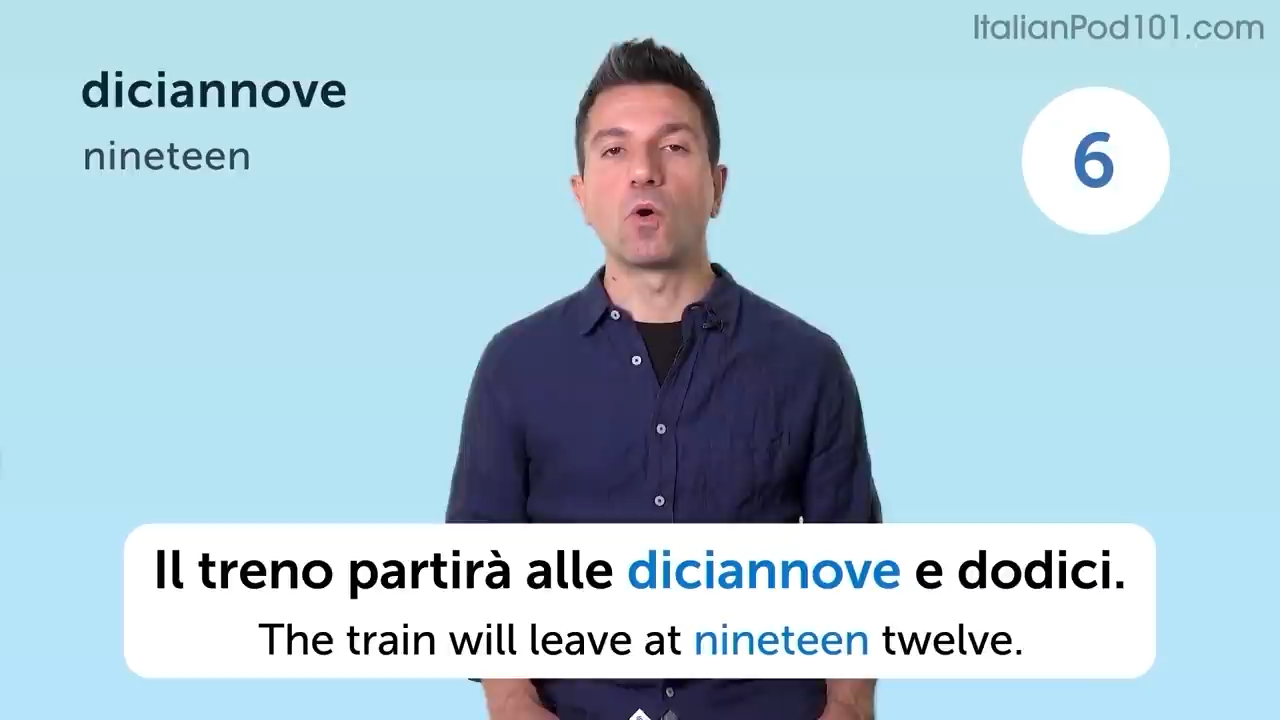 ItalianPod101.com
diciannove
nineteen
6
Il treno partirà alle diciannove e dodici.
The train will leave at nineteen twelve.